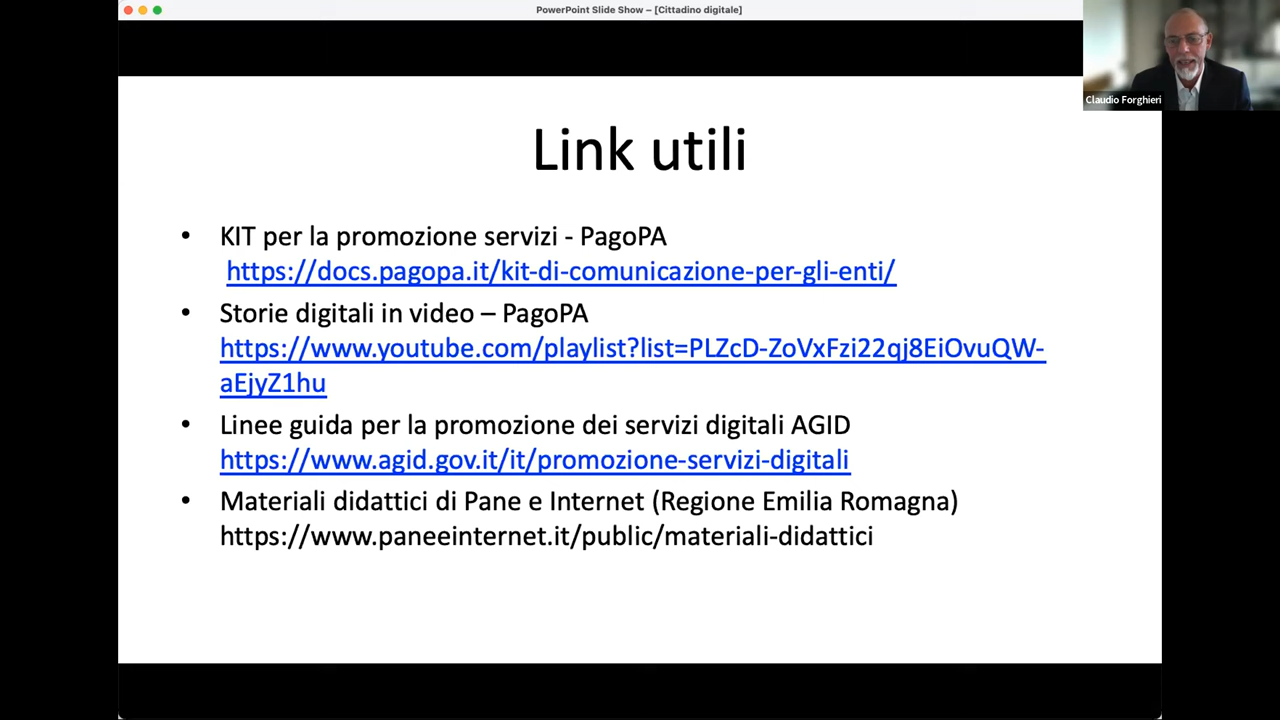 PowerPoint Slide Show – [Cittadino digitale]
Claudio Forghieri
Link utili
• KIT per la promozione servizi - PagoPA
https://docs.pagopa.it/kit-di-comunicazione-per-gli-enti/
• Storie digitali in video – PagoPA
https://www.youtube.com/playlist?list=PLZcD-ZoVxFzi22qj8EiOvuQW-
aEjyZ1hu
• Linee guida per la promozione dei servizi digitali AGID
https://www.agid.gov.it/it/promozione-servizi-digitali
• Materiali didattici di Pane e Internet (Regione Emilia Romagna)
https://www.paneeinternet.it/public/materiali-didattici